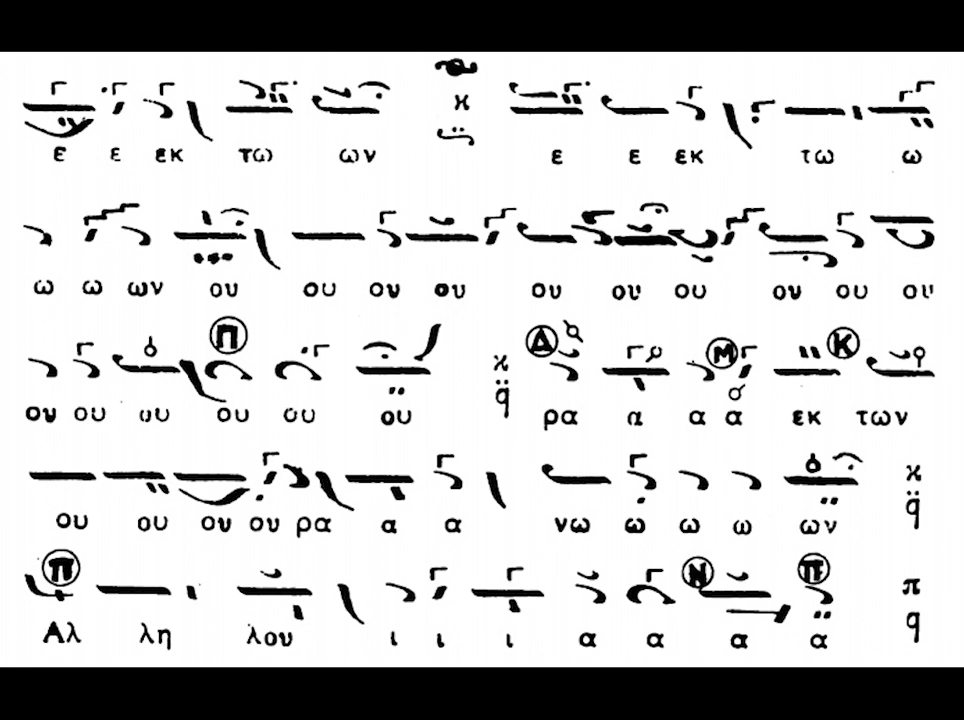 ε ε εκ τω ων ε ε εκ τω ω
ω ω ων ου ου ου ου ου ου ου ου ου ου
Π Δ Μ Κ
ου ου ου ου ου ου ρα α α α εκ των
ου ου ου ου ρα α α νω ω ω ω ων
Π Ν Π π
Αλ λη λου ι ι ι α α α α